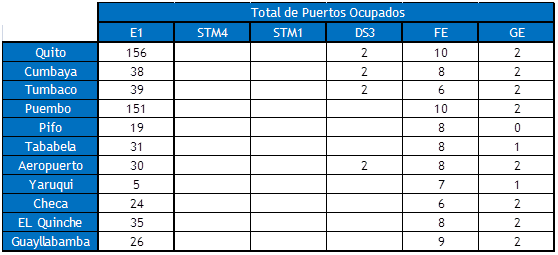 Total de Puertos Ocupados
E1 STM4 STM1 DS3 FE GE
Quito 156 2 10 2
Cumbaya 38 2 8 2
Tumbaco 39 2 6 2
Puembo 151 10 2
Pifo 19 8 0
Tababela 31 8 1
Aeropuerto 30 2 8 2
Yaruqui 5 7 1
Checa 24 6 2
EL Quinche 35 8 2
Guayllabamba 26 9 2